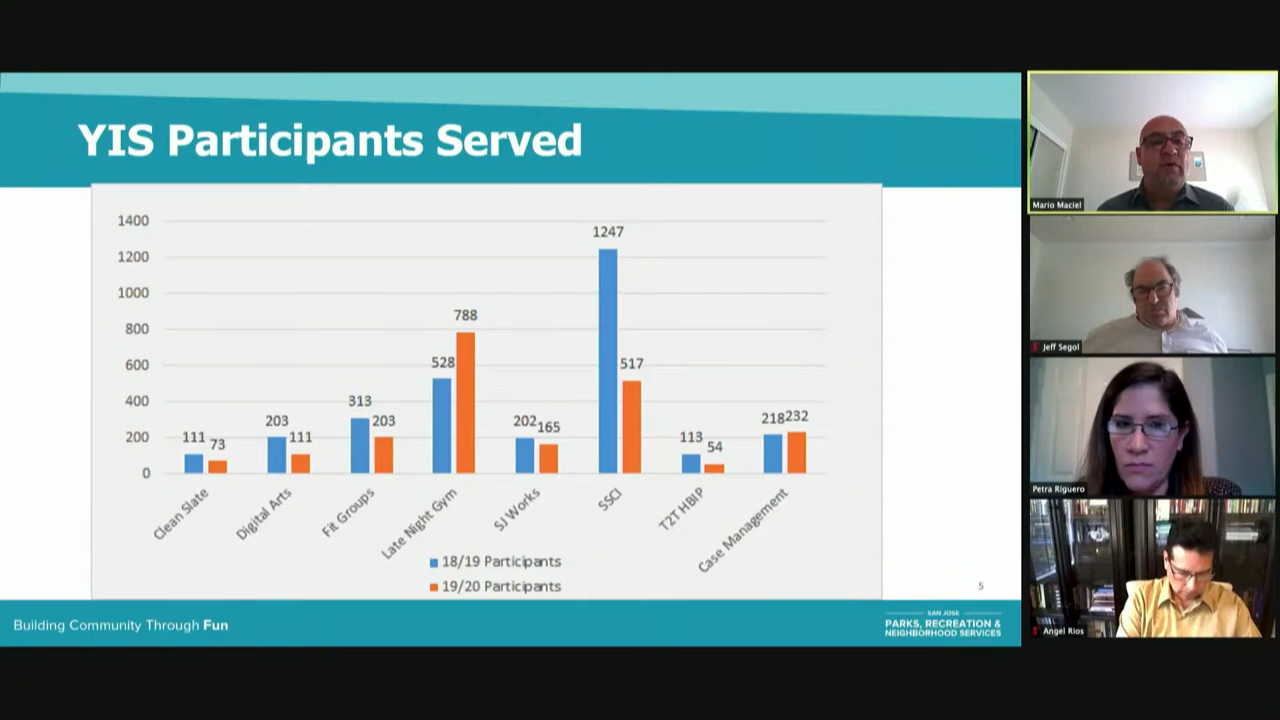 YIS Participants Served
1400
1200
1000
800
600
400
200
0
111
73
203
111
313
203
528
788
202
165
1247
517
113
54
218
232
Clean Slate
Digital Arts
Fit Groups
Late Night Gym
SJ Works
SSCI
T2T HBIP
Case Management
18/19 Participants
19/20 Participants
5
Building Community Through Fun
SAN JOSE
PARKS, RECREATION &
NEIGHBORHOOD SERVICES
Mario Maciel
Jeff Segol
Petra Riguero
Angel Rios